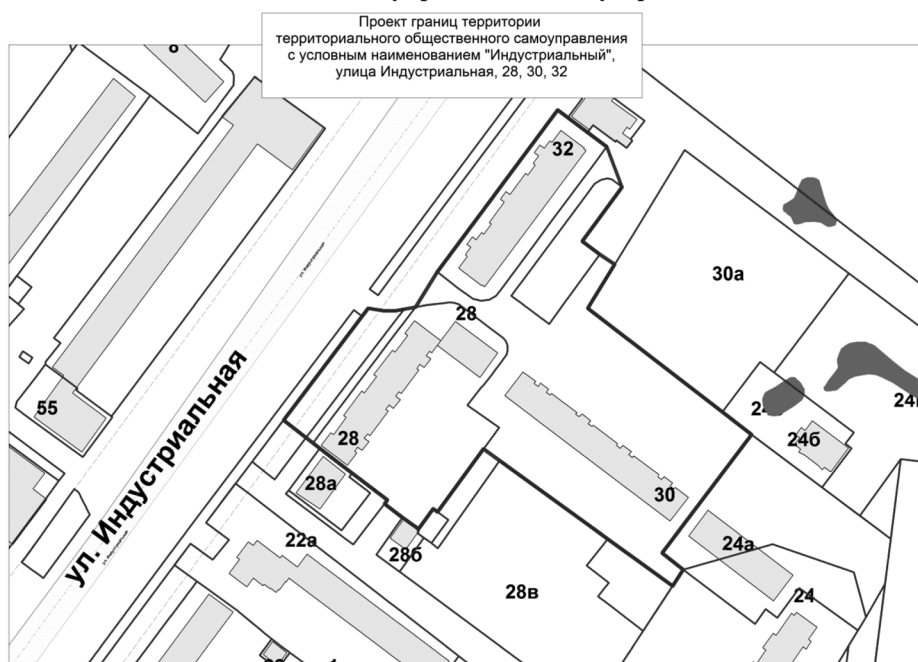 Проект границ территории
территориального общественного самоуправления
с условным наименованием "Индустриальный",
улица Индустриальная, 28, 30, 32
32
30а
28
24б
55
ул. Индустриальная
28
28а
30
22а
28б
24а
28в
24